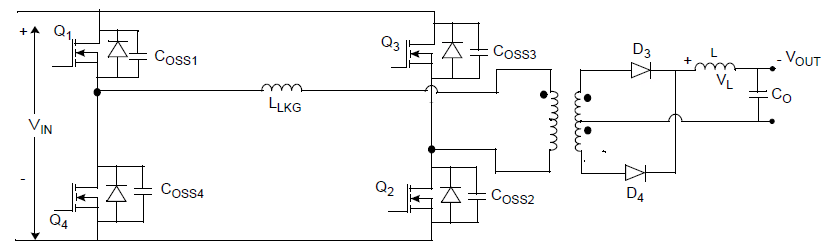 +
Q1
COSS1
Q3
COSS3
D3
+
L
VL
- VOUT
CO
LLKG
VIN
-
Q4
COSS4
Q2
COSS2
D4